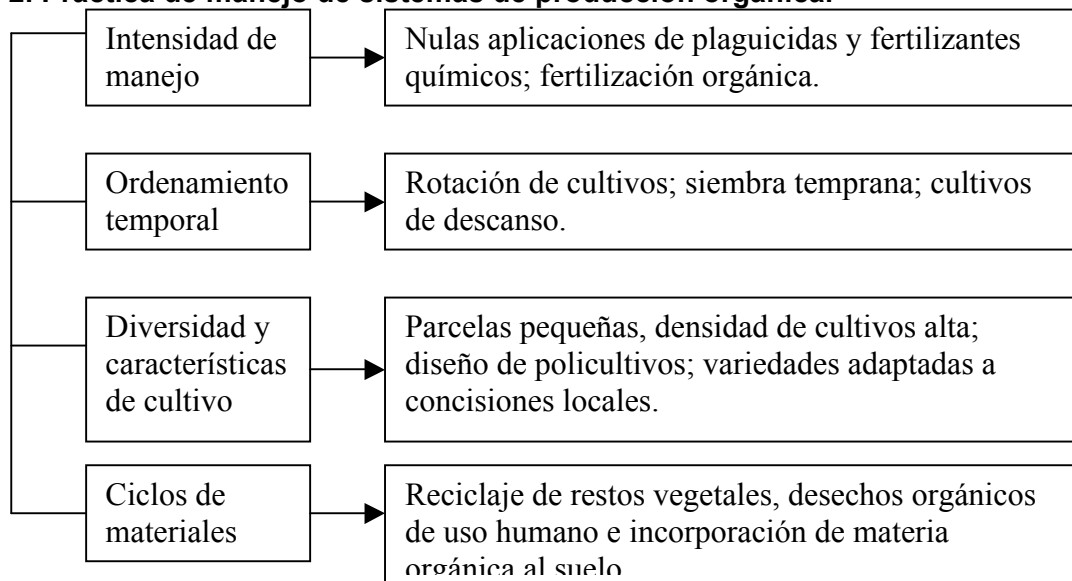 2. Práctica de manejo de sistemas de producción orgánica.
Intensidad de
manejo
Nulas aplicaciones de plaguicidas y fertilizantes
químicos; fertilización orgánica.
Ordenamiento
temporal
Rotación de cultivos; siembra temprana; cultivos
de descanso.
Diversidad y
características
de cultivo
Parcelas pequeñas, densidad de cultivos alta;
diseño de policultivos; variedades adaptadas a
concisiones locales.
Ciclos de
materiales
Reciclaje de restos vegetales, desechos orgánicos
de uso humano e incorporación de materia
orgánica al suelo